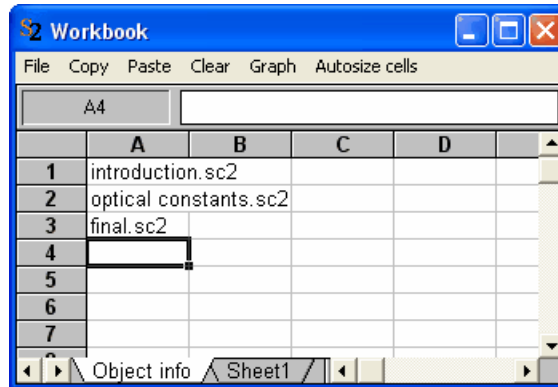 S2 Workbook
File Copy Paste Clear Graph Autosize cells
A4
A B C D
1 introduction.sc2
2 optical constants.sc2
3 final.sc2
4
5
6
7
Object info Sheet1